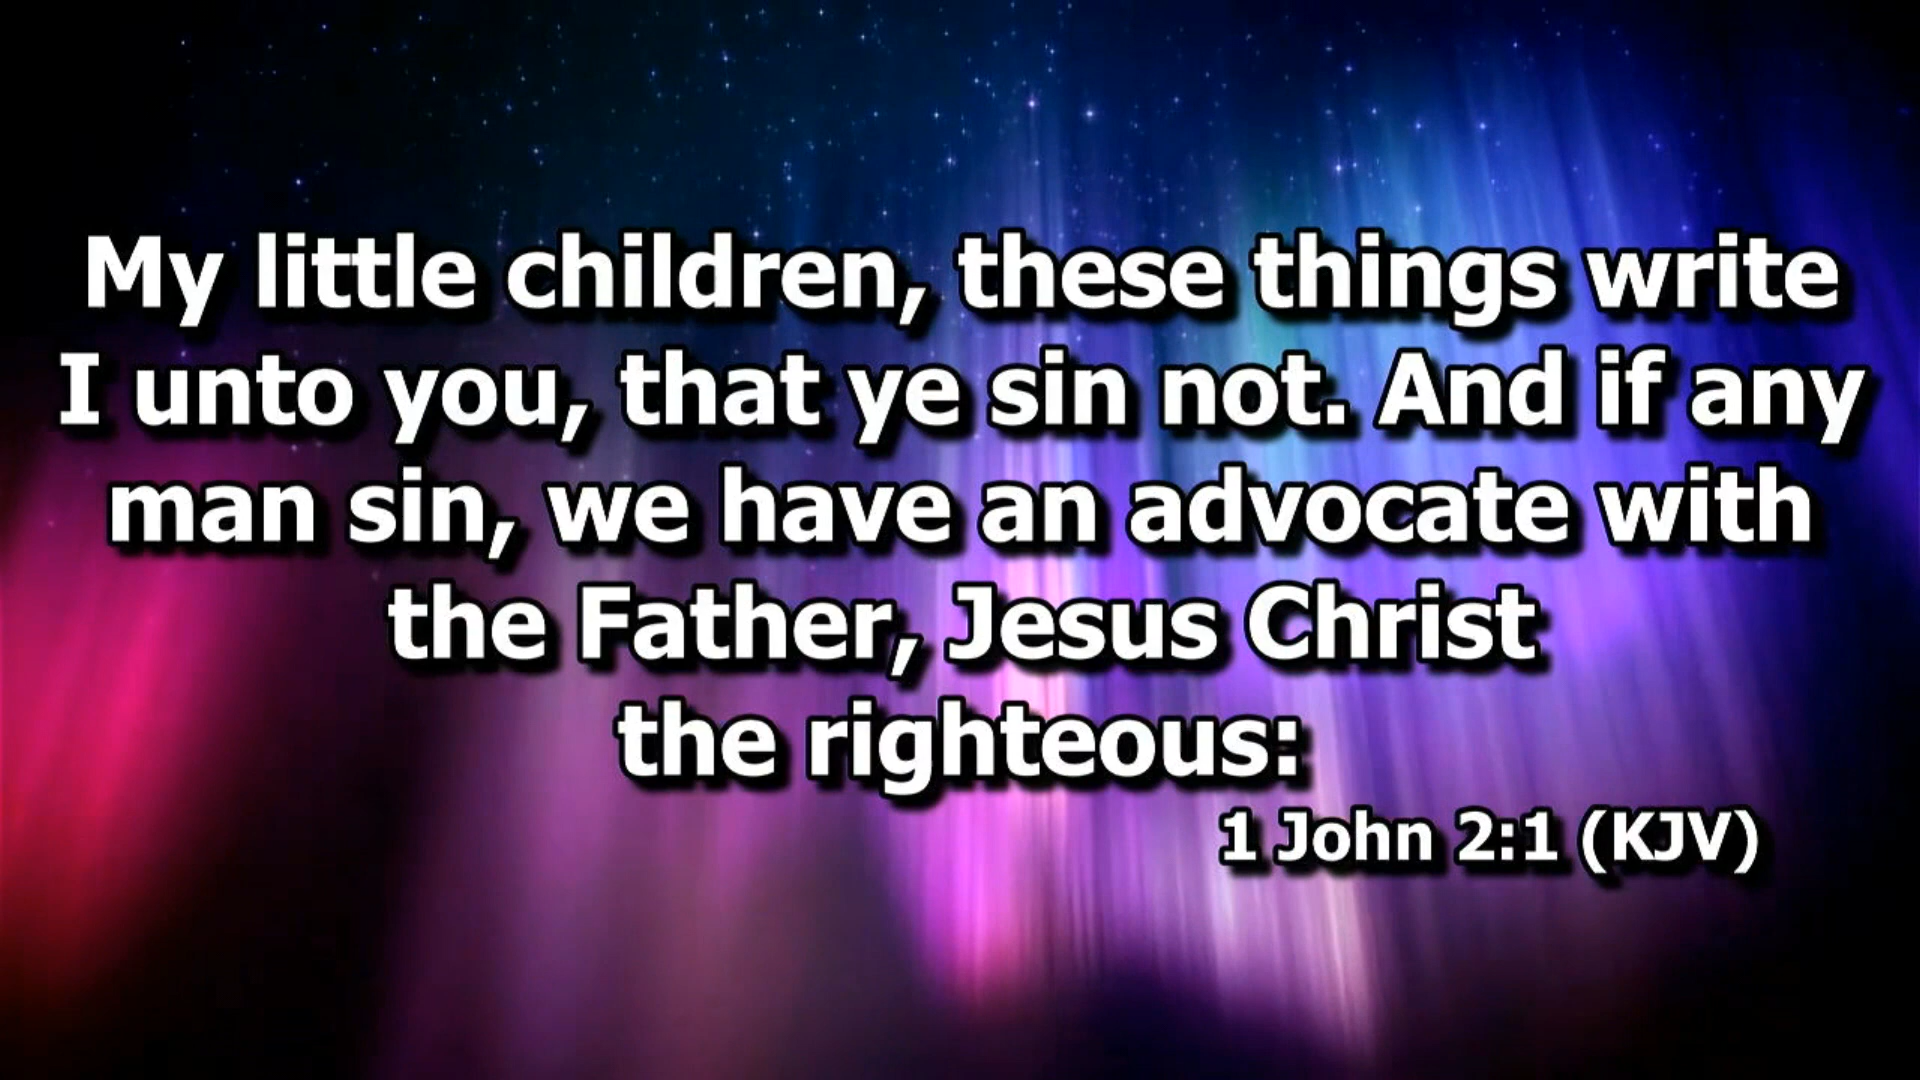 My little children, these things write
I unto you, that ye sin not. And if any
man sin, we have an advocate with
the Father, Jesus Christ
the righteous:
1 John 2:1 (KJV)